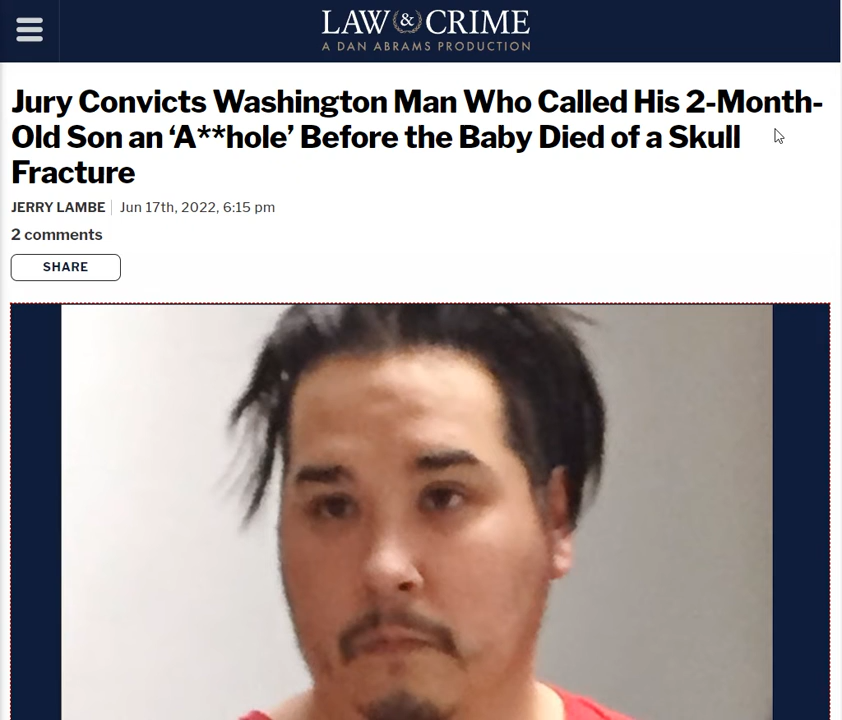 LAW & CRIME
A DAN ABRAMS PRODUCTION
Jury Convicts Washington Man Who Called His 2-Month-
Old Son an ‘A**hole’ Before the Baby Died of a Skull
Fracture
JERRY LAMBE Jun 17th, 2022, 6:15 pm
2 comments
SHARE